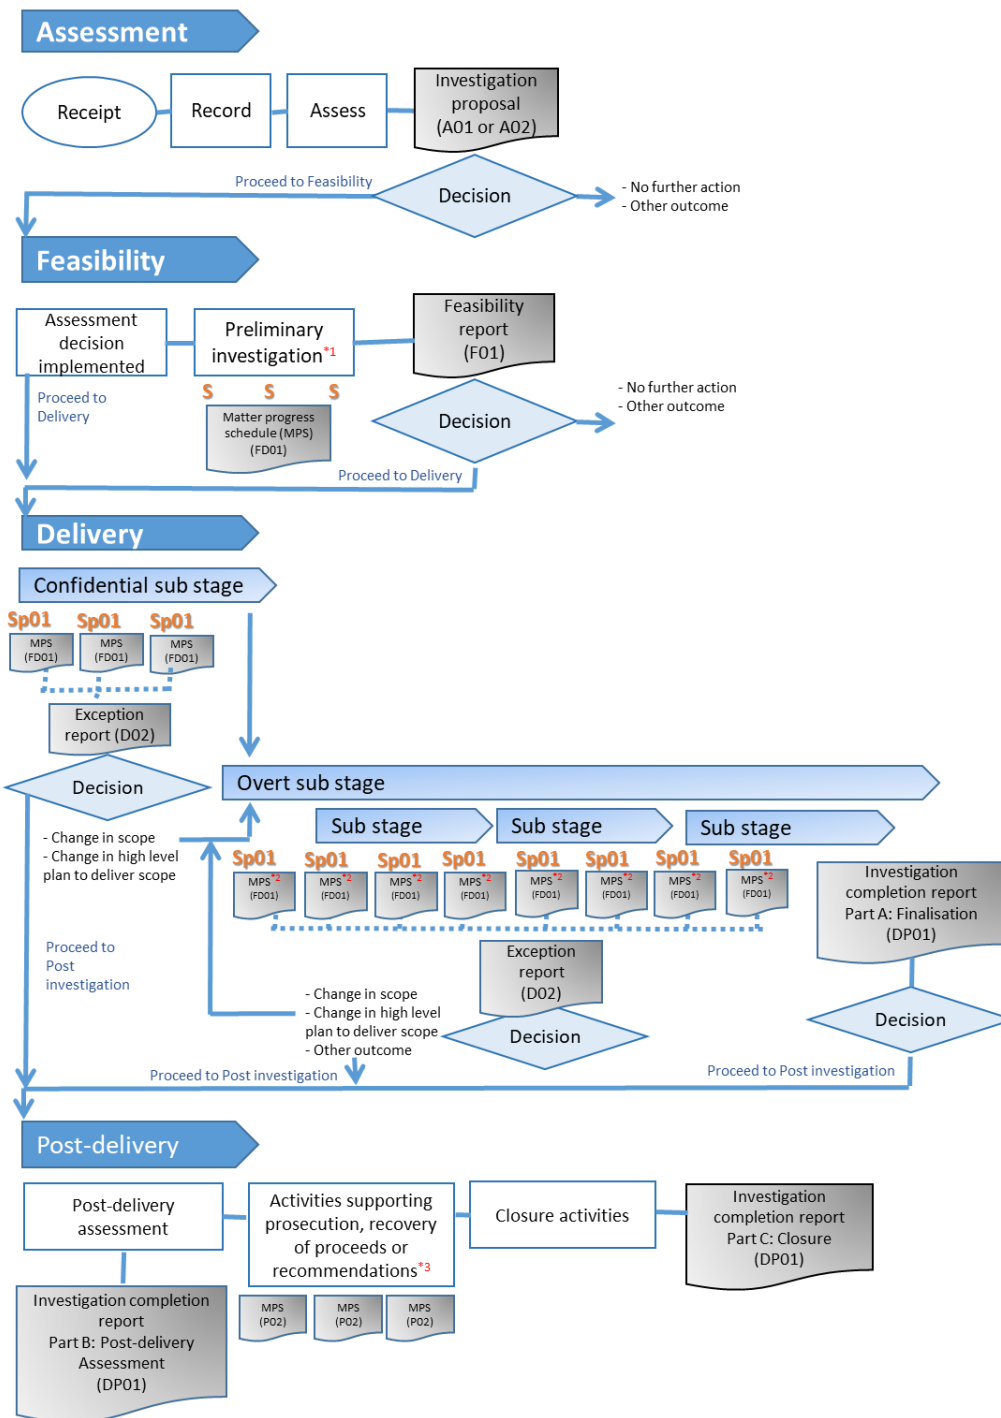 Assessment
Receipt
Record
Assess
Investigation
proposal
(A01 or A02)
Proceed to Feasibility
Decision
- No further action
- Other outcome
Feasibility
Assessment
decision
implemented
Preliminary
investigation*1
Feasibility
report
(F01)
Proceed to
Delivery
S S S
Matter progress
schedule (MPS)
(FD01)
Decision
- No further action
- Other outcome
Proceed to Delivery
Delivery
Confidential sub stage
Sp01 Sp01 Sp01
MPS
(FD01)
MPS
(FD01)
MPS
(FD01)
Exception
report (D02)
Decision
Overt sub stage
- Change in scope
- Change in high level
plan to deliver scope
Sub stage
Sub stage
Sub stage
Sp01 Sp01 Sp01 Sp01 Sp01 Sp01 Sp01 Sp01
MPS*2
(FD01)
MPS*2
(FD01)
MPS*2
(FD01)
MPS*2
(FD01)
MPS*2
(FD01)
MPS*2
(FD01)
MPS*2
(FD01)
MPS*2
(FD01)
Investigation
completion report
Part A: Finalisation
(DP01)
Proceed to
Post
investigation
Exception
report
(D02)
- Change in scope
- Change in high level
plan to deliver scope
- Other outcome
Decision
Decision
Proceed to Post investigation
Proceed to Post investigation
Post-delivery
Post-delivery
assessment
Activities supporting
prosecution, recovery
of proceeds or
recommendations*3
Closure activities
Investigation
completion report
Part C: Closure
(DP01)
Investigation completion
report
Part B: Post-delivery
Assessment
(DP01)
MPS
(P02)
MPS
(P02)
MPS
(P02)